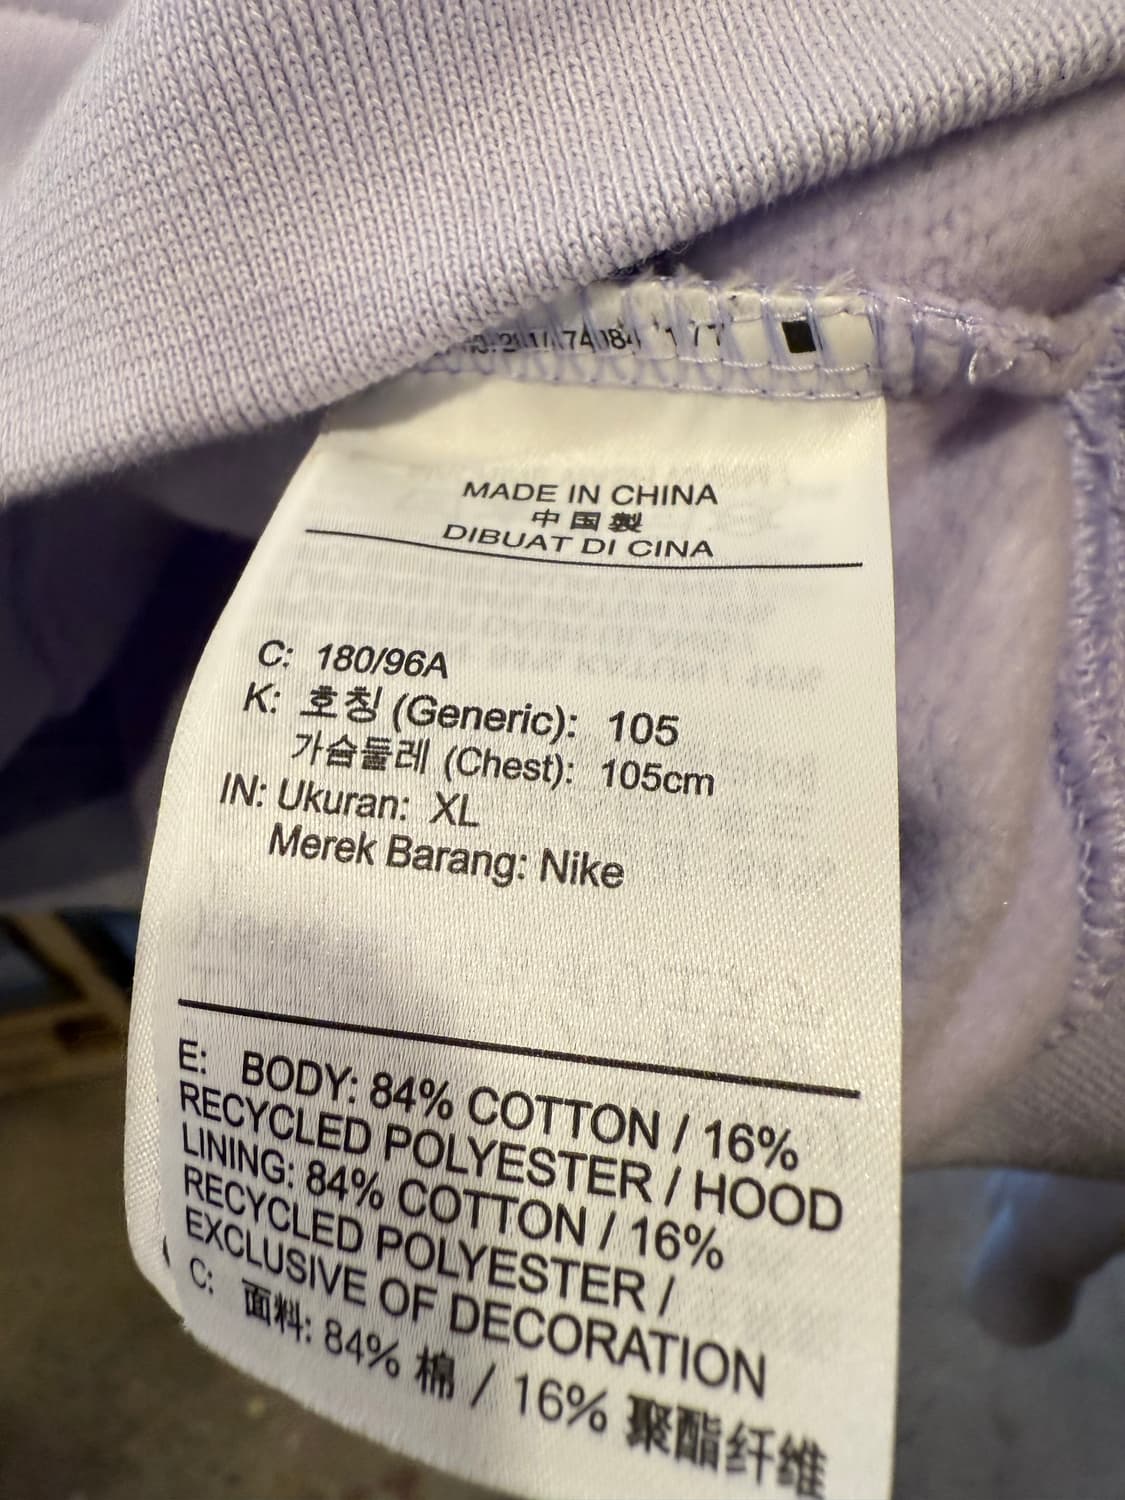 MADE IN CHINA
中国製
DIBUAT DI CINA
C: 180/96A
K: 호칭 (Generic): 105
가슴둘레 (Chest): 105cm
IN: Ukuran: XL
Merek Barang: Nike
E: BODY: 84% COTTON / 16%
RECYCLED POLYESTER / HOOD
LINING: 84% COTTON / 16%
RECYCLED POLYESTER /
EXCLUSIVE OF DECORATION
C: 面料: 84% 棉 / 16% 聚酯纤维